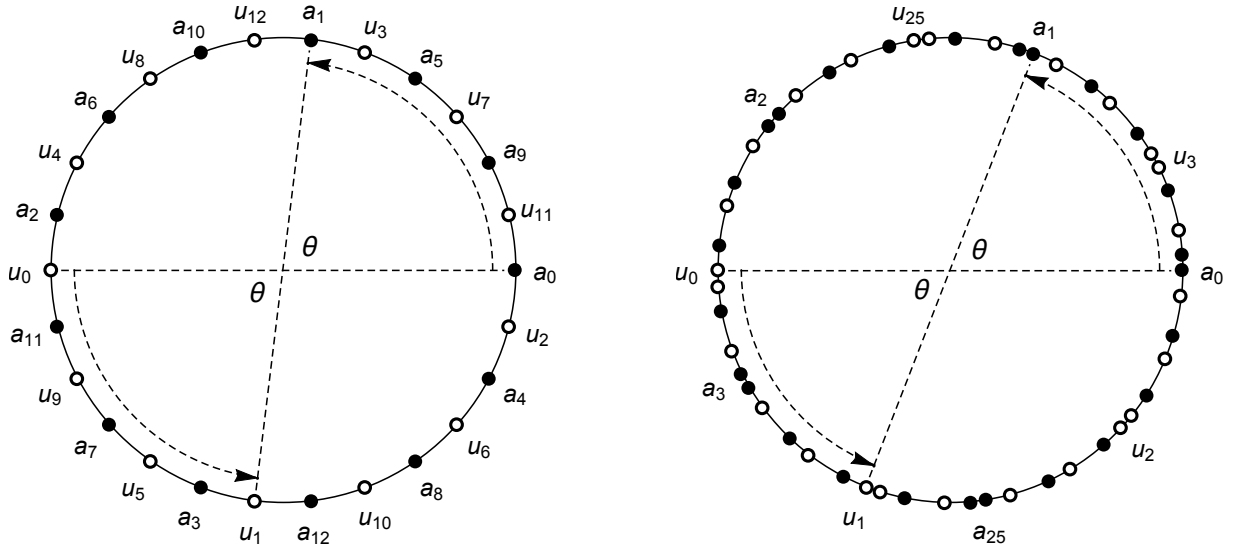 u12 a1 u3
a10 a5
u8 u7
a6 a9
u4 u11
a2 θ
u0 a0
θ
a11 u2
u9 a4
a7 u6
u5 a8
a3 u1 a12 u10
u25 a1
a2 u3
θ
u0 a0
θ
a3 u2
u1 a25